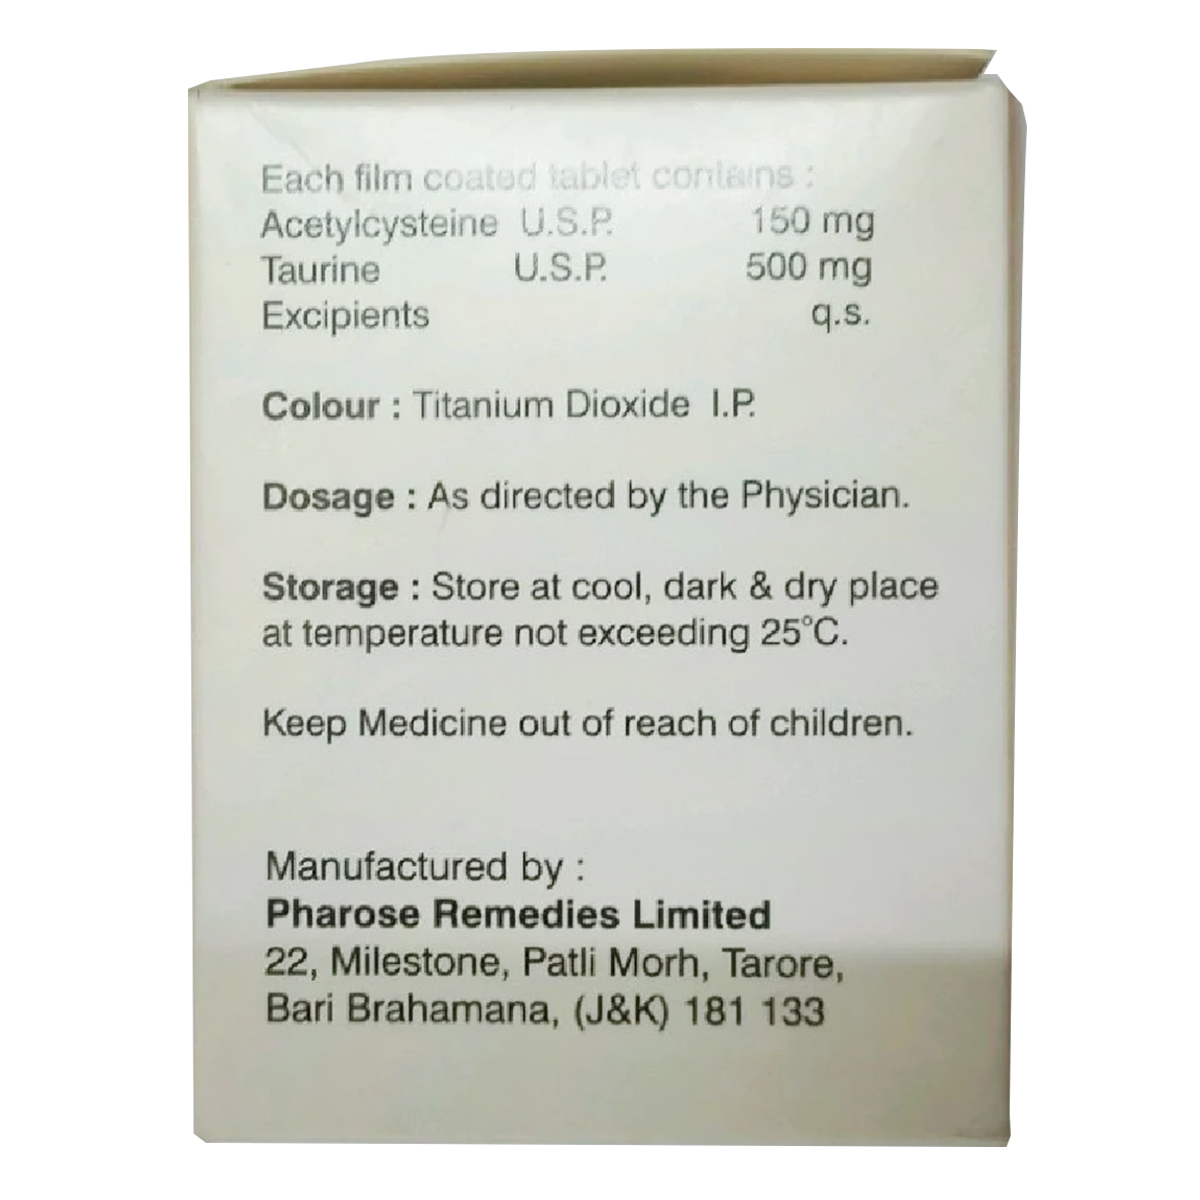 Each film coated tablet contains :
Acetylcysteine U.S.P. 150 mg
Taurine U.S.P. 500 mg
Excipients q.s.
Colour : Titanium Dioxide I.P.
Dosage : As directed by the Physician.
Storage : Store at cool, dark & dry place
at temperature not exceeding 25°C.
Keep Medicine out of reach of children.
Manufactured by :
Pharose Remedies Limited
22, Milestone, Patli Morh, Tarore,
Bari Brahamana, (J&K) 181 133